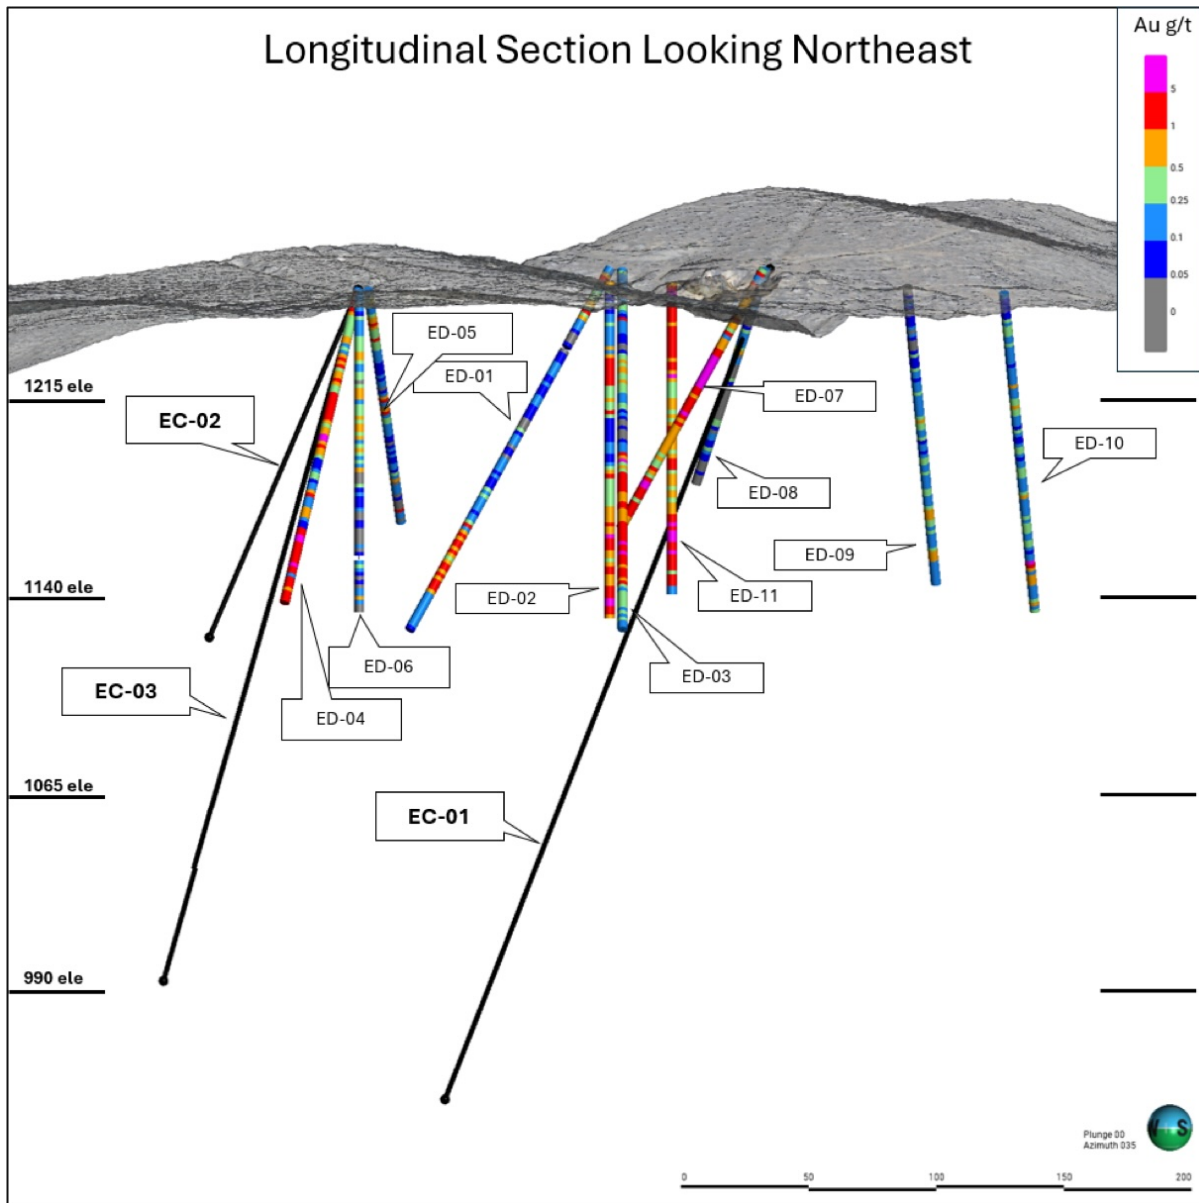 Longitudinal Section Looking Northeast
Au g/t
5
1
0.5
0.25
0.1
0.05
0
ED-05
ED-01
EC-02
ED-07
1215 ele
ED-10
ED-08
ED-09
ED-02
ED-11
1140 ele
ED-06
ED-03
EC-03
ED-04
1065 ele
EC-01
990 ele
Plunge 00
Azimuth 035
S
0 50 100 150 200